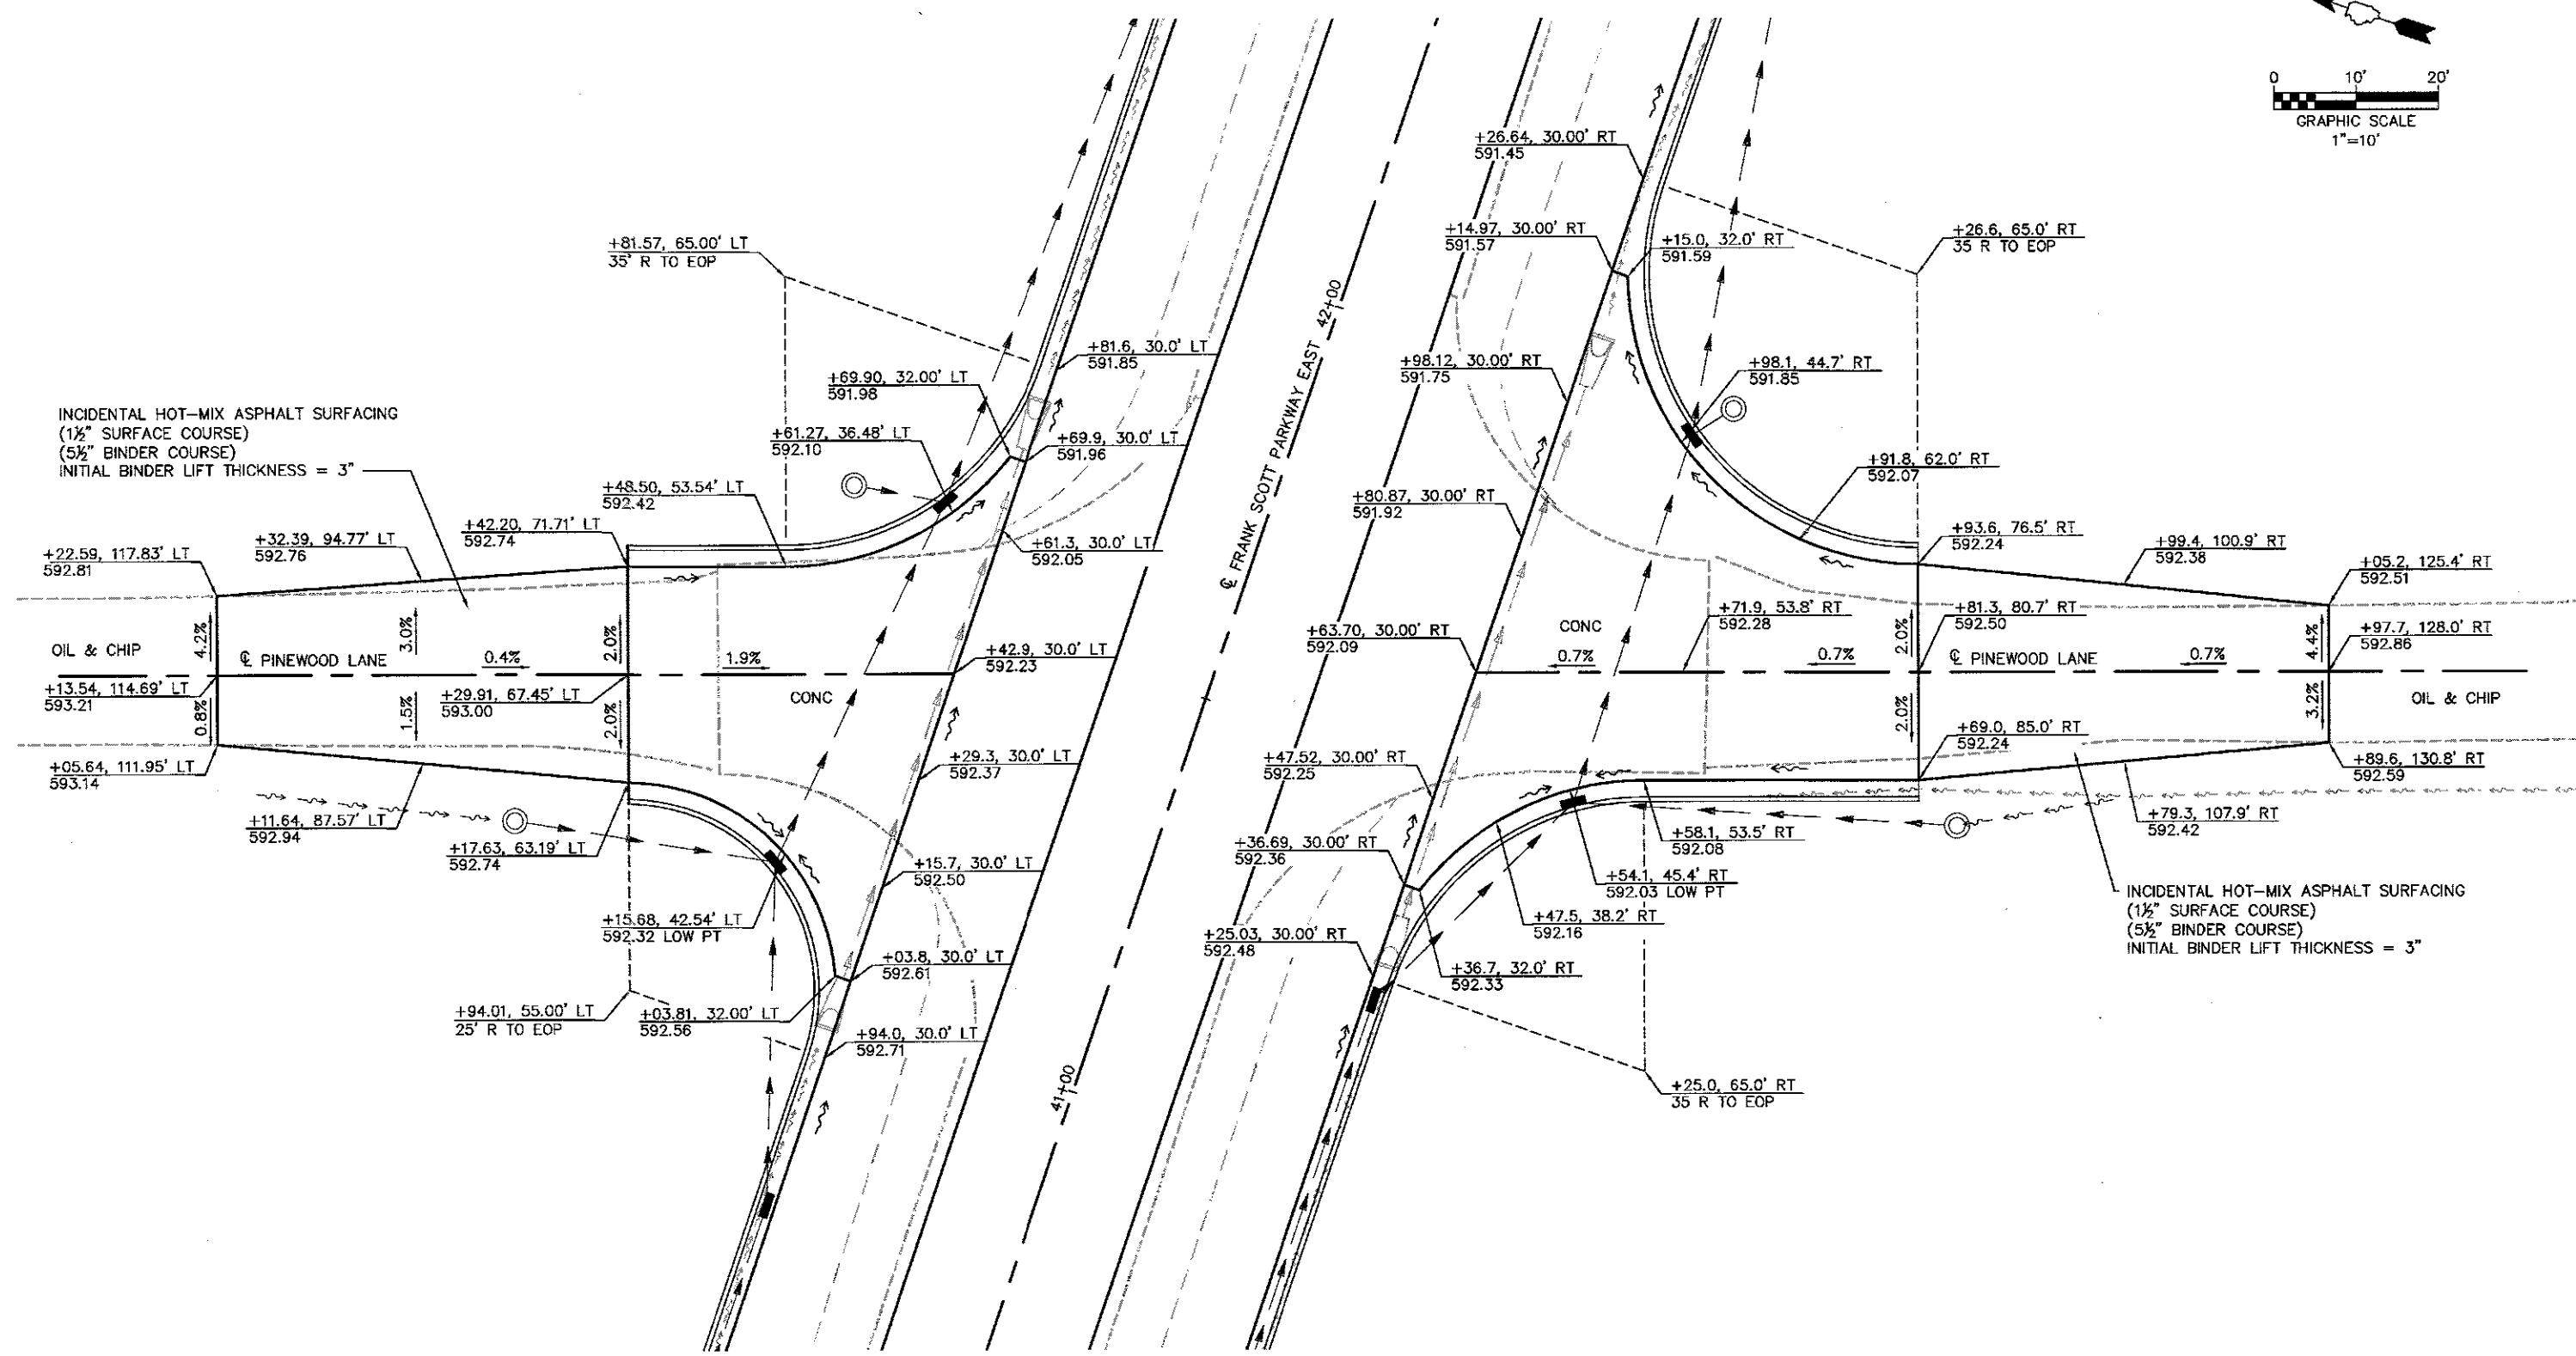 0 10' 20'
GRAPHIC SCALE
1"=10'
+26.64, 30.00' RT
591.45
+81.57, 65.00' LT
35' R TO EOP
+14.97, 30.00' RT
591.57
+15.0, 32.0' RT
591.59
+26.6, 65.0' RT
35 R TO EOP
℄ FRANK SCOTT PARKWAY EAST 42+00
+81.6, 30.0' LT
591.85
+98.12, 30.00' RT
591.75
+98.1, 44.7' RT
591.85
+69.90, 32.00' LT
591.98
INCIDENTAL HOT-MIX ASPHALT SURFACING
(1½" SURFACE COURSE)
(5½" BINDER COURSE)
INITIAL BINDER LIFT THICKNESS = 3"
+61.27, 36.48' LT
592.10
+69.9, 30.0' LT
591.96
+91.8, 62.0' RT
592.07
+48.50, 53.54' LT
592.42
+80.87, 30.00' RT
591.92
+42.20, 71.71' LT
592.74
+32.39, 94.77' LT
592.76
+22.59, 117.83' LT
592.81
+61.3, 30.0' LT
592.05
+93.6, 76.5' RT
592.24
+99.4, 100.9' RT
592.38
+05.2, 125.4' RT
592.51
OIL & CHIP
4.2%
℄ PINEWOOD LANE
3.0%
0.4%
2.0%
1.9%
+42.9, 30.0' LT
592.23
+63.70, 30.00' RT
592.09
CONC
0.7%
+71.9, 53.8' RT
592.28
0.7%
2.0%
+81.3, 80.7' RT
592.50
℄ PINEWOOD LANE
0.7%
4.4%
+97.7, 128.0' RT
592.86
+13.54, 114.69' LT
593.21
0.8%
1.5%
+29.91, 67.45' LT
593.00
2.0%
CONC
2.0%
3.2%
OIL & CHIP
+05.64, 111.95' LT
593.14
+29.3, 30.0' LT
592.37
+47.52, 30.00' RT
592.25
+69.0, 85.0' RT
592.24
+89.6, 130.8' RT
592.59
+11.64, 87.57' LT
592.94
+17.63, 63.19' LT
592.74
+15.7, 30.0' LT
592.50
+36.69, 30.00' RT
592.36
+58.1, 53.5' RT
592.08
+79.3, 107.9' RT
592.42
+54.1, 45.4' RT
592.03 LOW PT
INCIDENTAL HOT-MIX ASPHALT SURFACING
(1½" SURFACE COURSE)
(5½" BINDER COURSE)
INITIAL BINDER LIFT THICKNESS = 3"
+15.68, 42.54' LT
592.32 LOW PT
+47.5, 38.2' RT
592.16
+25.03, 30.00' RT
592.48
+03.8, 30.0' LT
592.61
+36.7, 32.0' RT
592.33
+94.01, 55.00' LT
25' R TO EOP
+03.81, 32.00' LT
592.56
+94.0, 30.0' LT
592.71
41+00
+25.0, 65.0' RT
35 R TO EOP